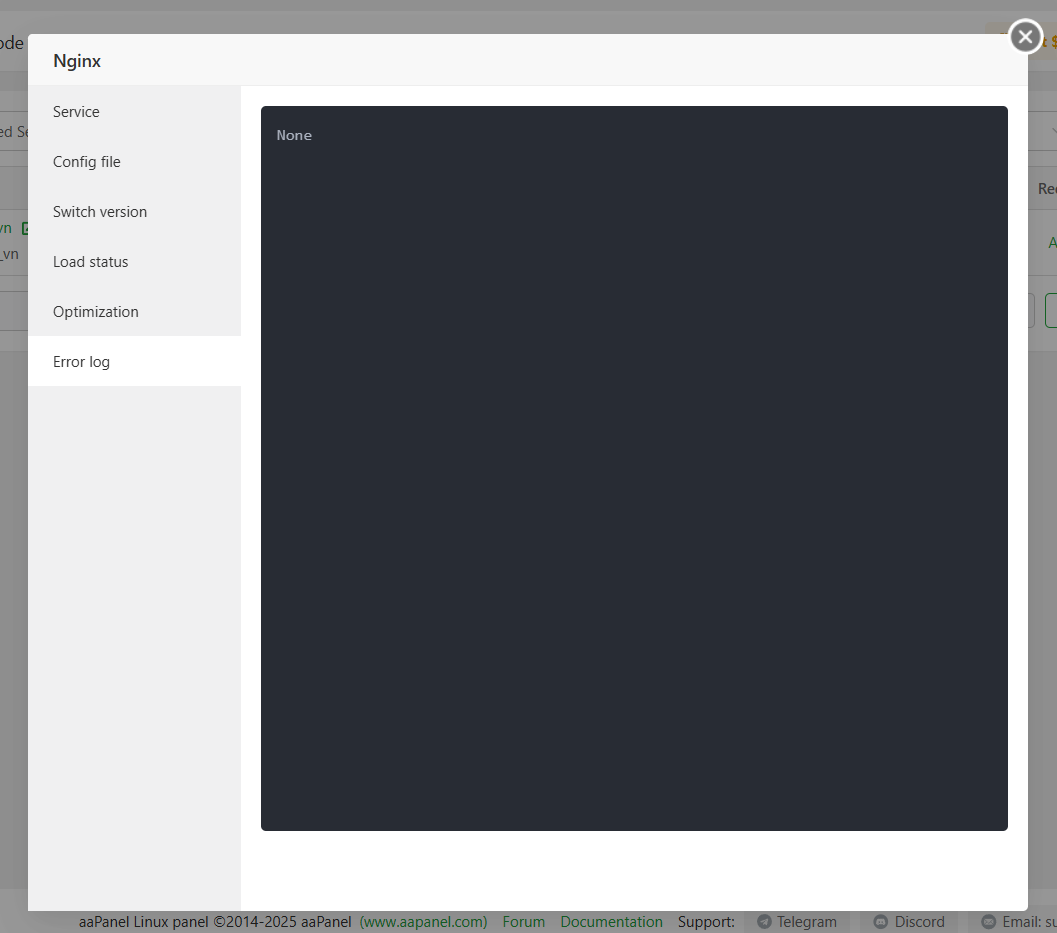 ode
Nginx
Service
Config file
Switch version
Load status
Optimization
Error log
None
ed Se
vn
_vn
t $
Rec
A
aaPanel Linux panel ©2014-2025 aaPanel (www.aapanel.com) Forum Documentation Support: Telegram Discord Email: su